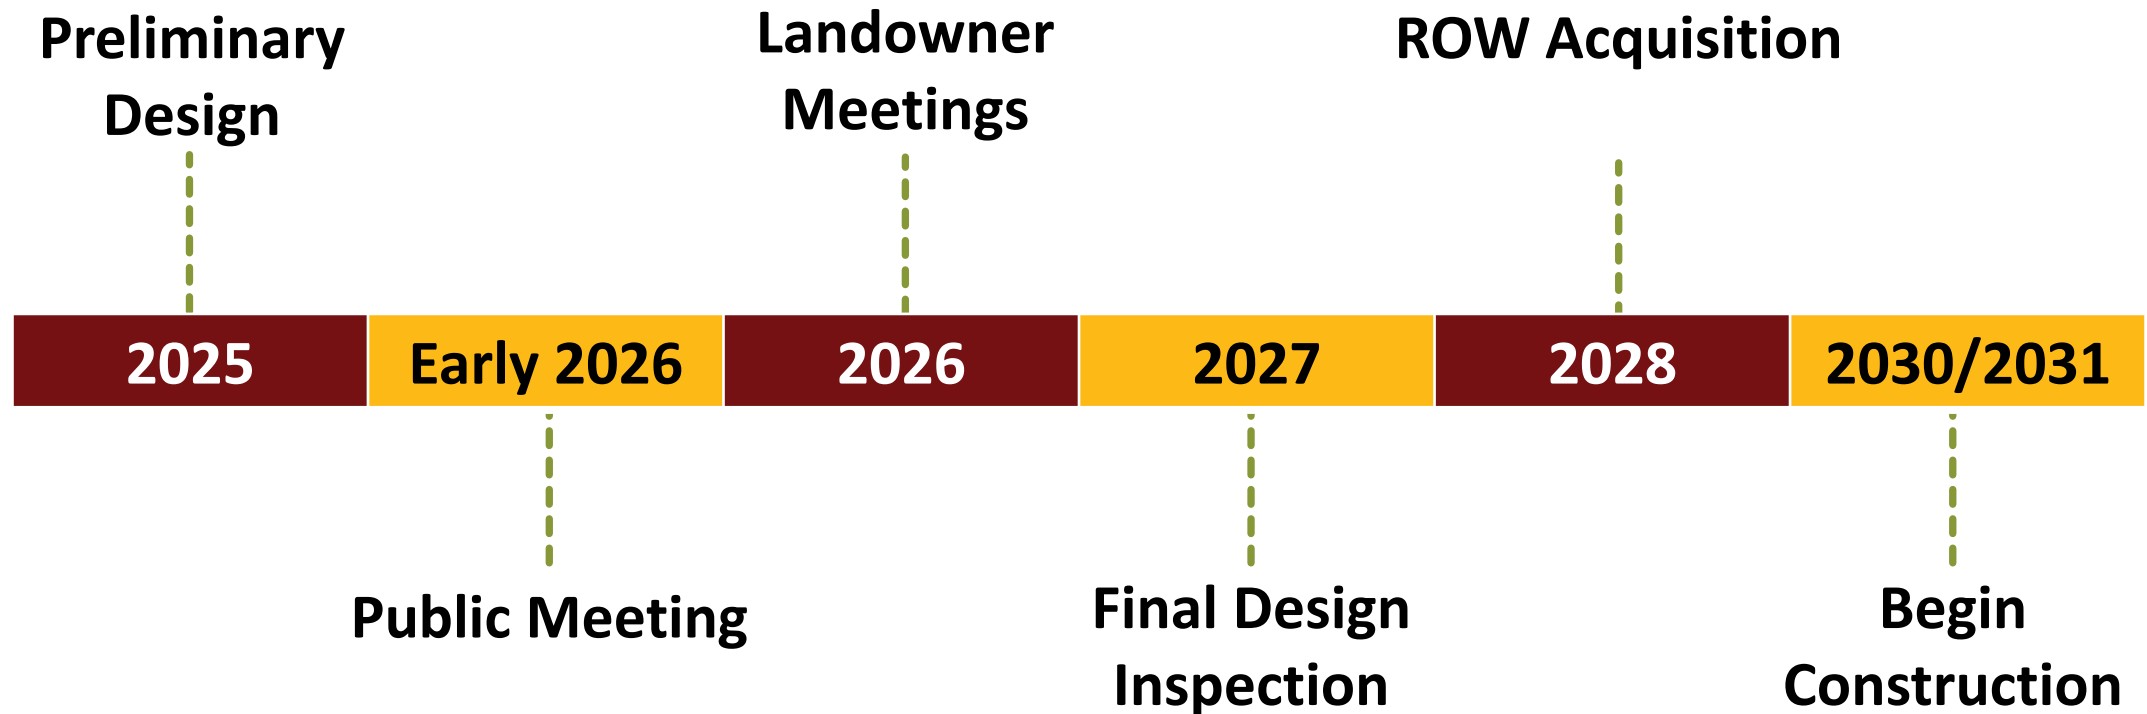 Preliminary
Design
Landowner
Meetings
ROW Acquisition
2025
Early 2026
2026
2027
2028
2030/2031
Public Meeting
Final Design
Inspection
Begin
Construction